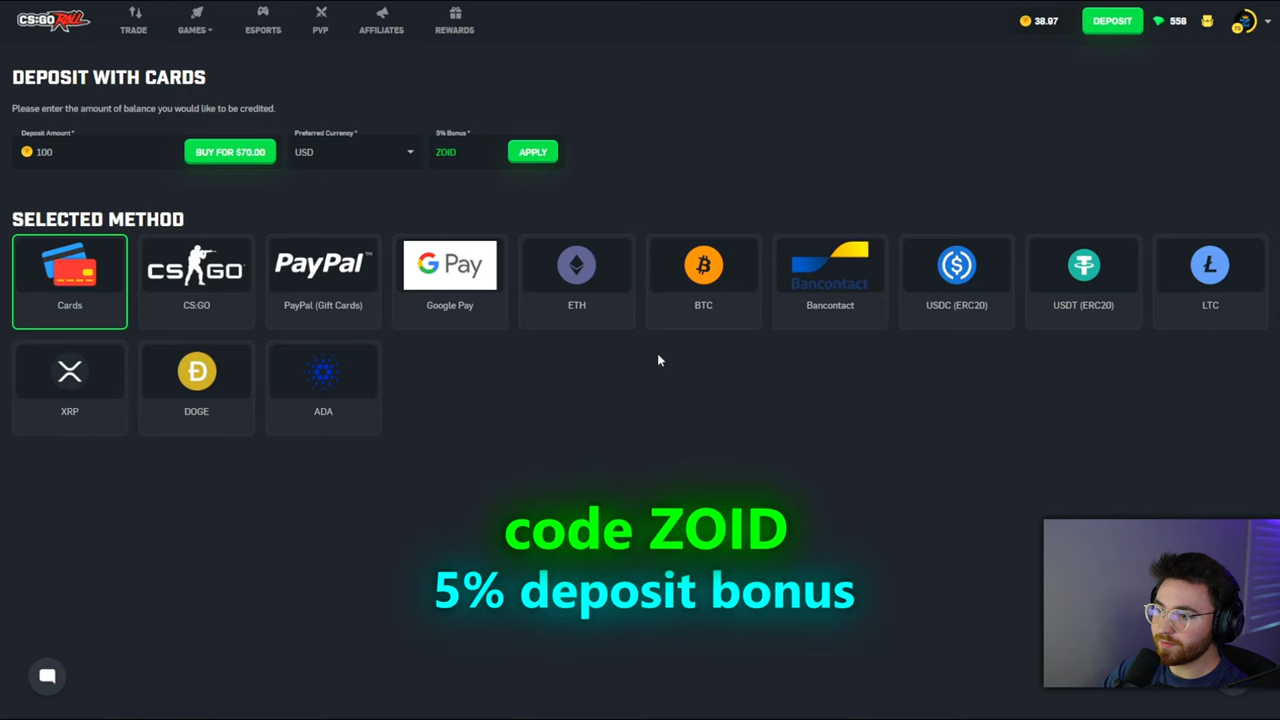 CS:GO ROLL
TRADE
GAMES
ESPORTS
PVP
AFFILIATES
REWARDS
38.97
DEPOSIT
558
75
DEPOSIT WITH CARDS
Please enter the amount of balance you would like to be credited.
Deposit Amount *
Preferred Currency *
5% Bonus *
100
BUY FOR $70.00
USD
ZOID
APPLY
SELECTED METHOD
CS:GO
PayPal™
G Pay
Bancontact
Cards
CS:GO
PayPal (Gift Cards)
Google Pay
ETH
BTC
Bancontact
USDC (ERC20)
USDT (ERC20)
LTC
XRP
DOGE
ADA
code ZOID
5% deposit bonus